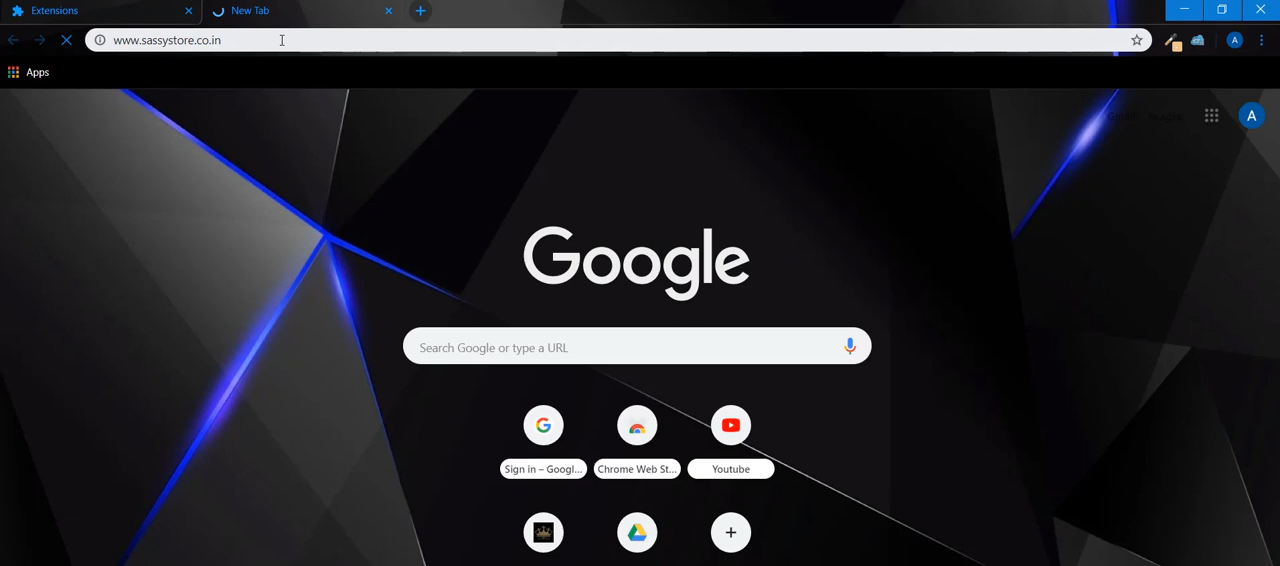 Extensions
New Tab
www.sassystore.co.in
A
Apps
A
Google
Search Google or type a URL
Sign in – Googl...
Chrome Web St...
Youtube